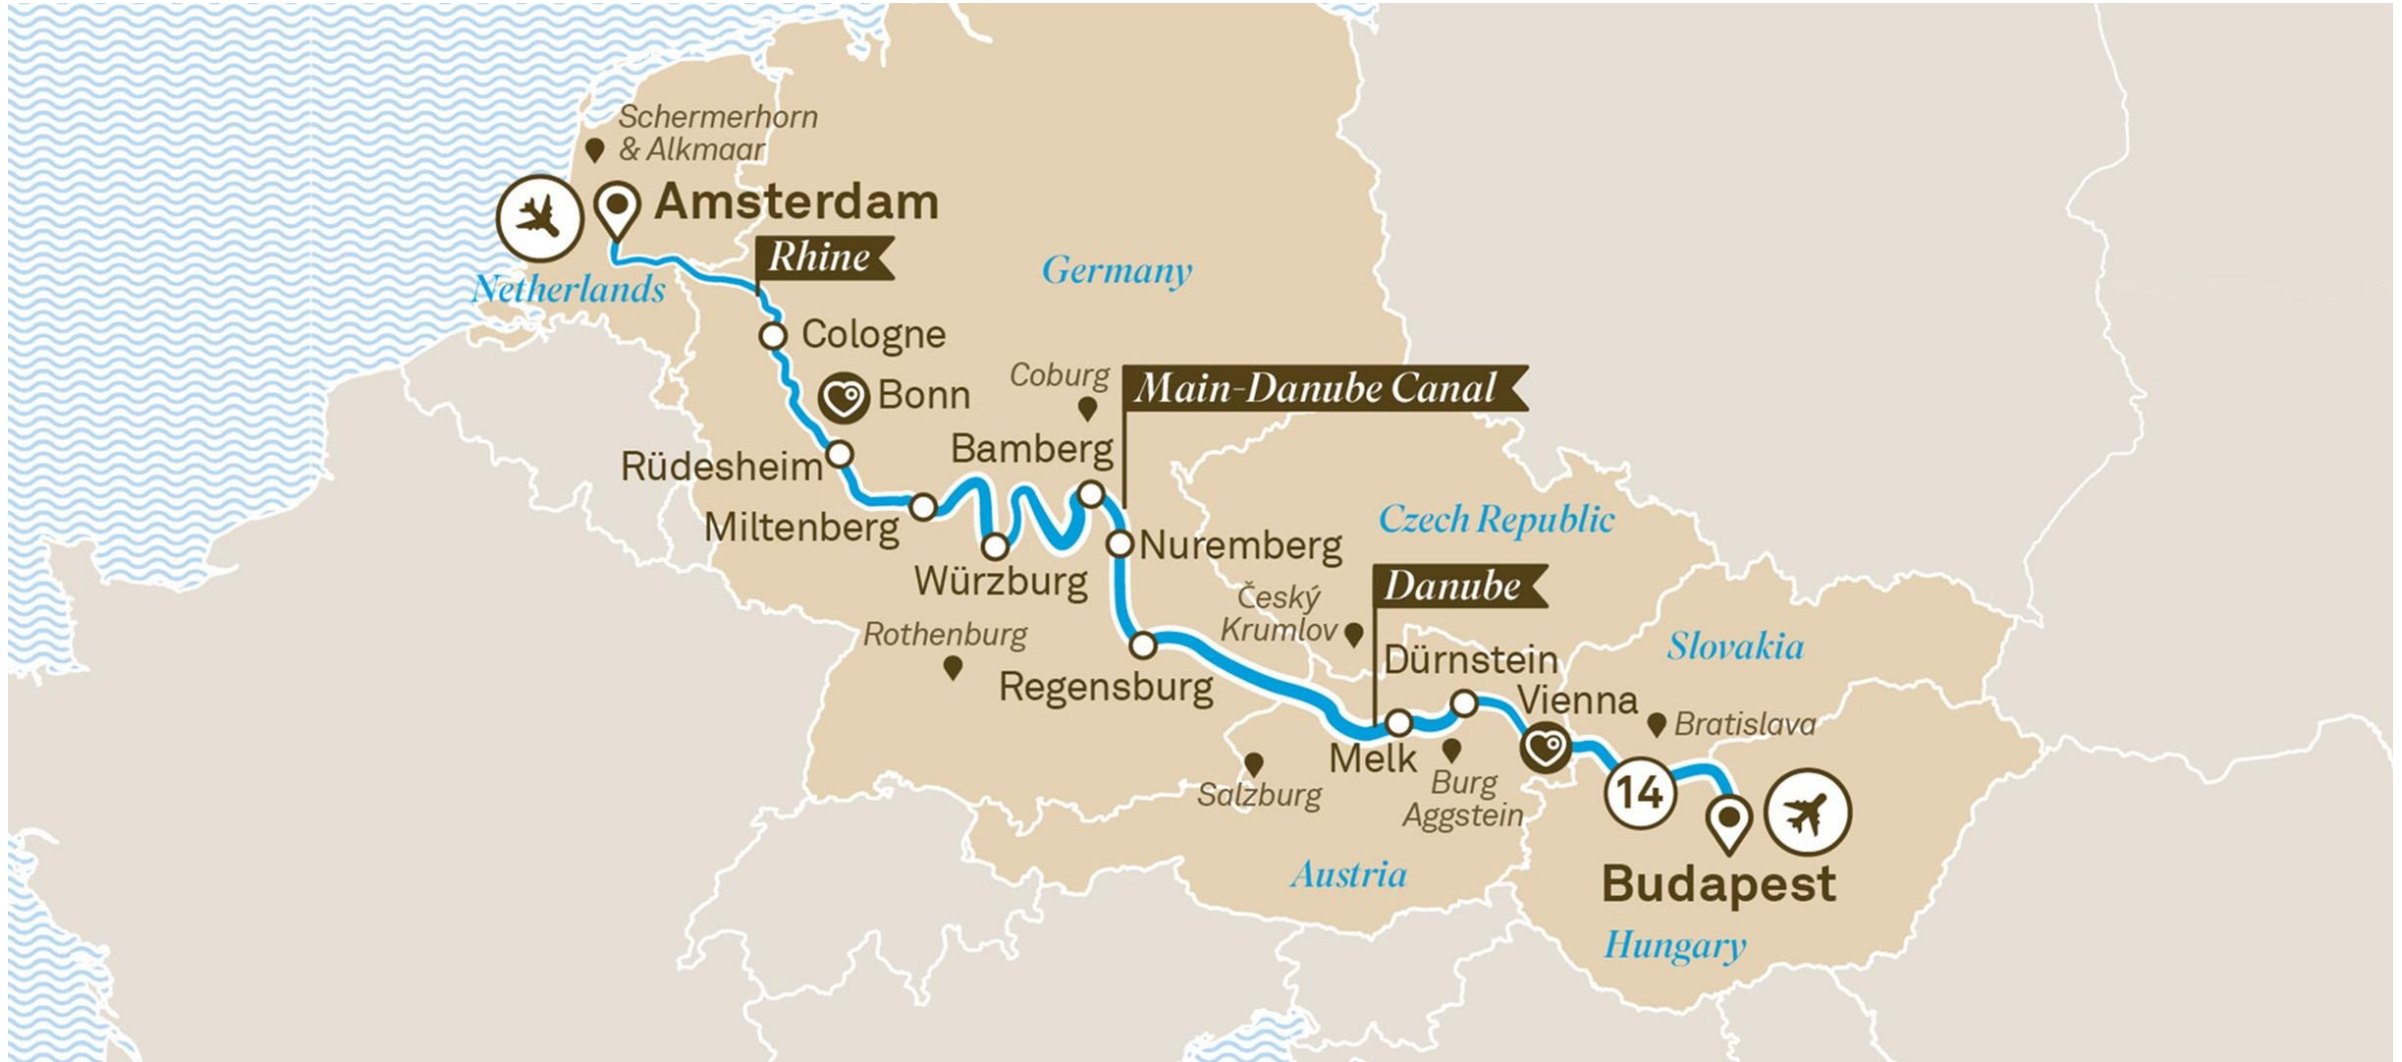 Schermerhorn
& Alkmaar
Amsterdam
Rhine
Netherlands
Germany
Cologne
Coburg
Main-Danube Canal
Bonn
Bamberg
Rüdesheim
Miltenberg
Czech Republic
Nuremberg
Würzburg
Danube
Český
Krumlov
Rothenburg
Dürnstein
Slovakia
Regensburg
Vienna
Bratislava
Melk
Burg
Aggstein
Salzburg
14
Austria
Budapest
Hungary